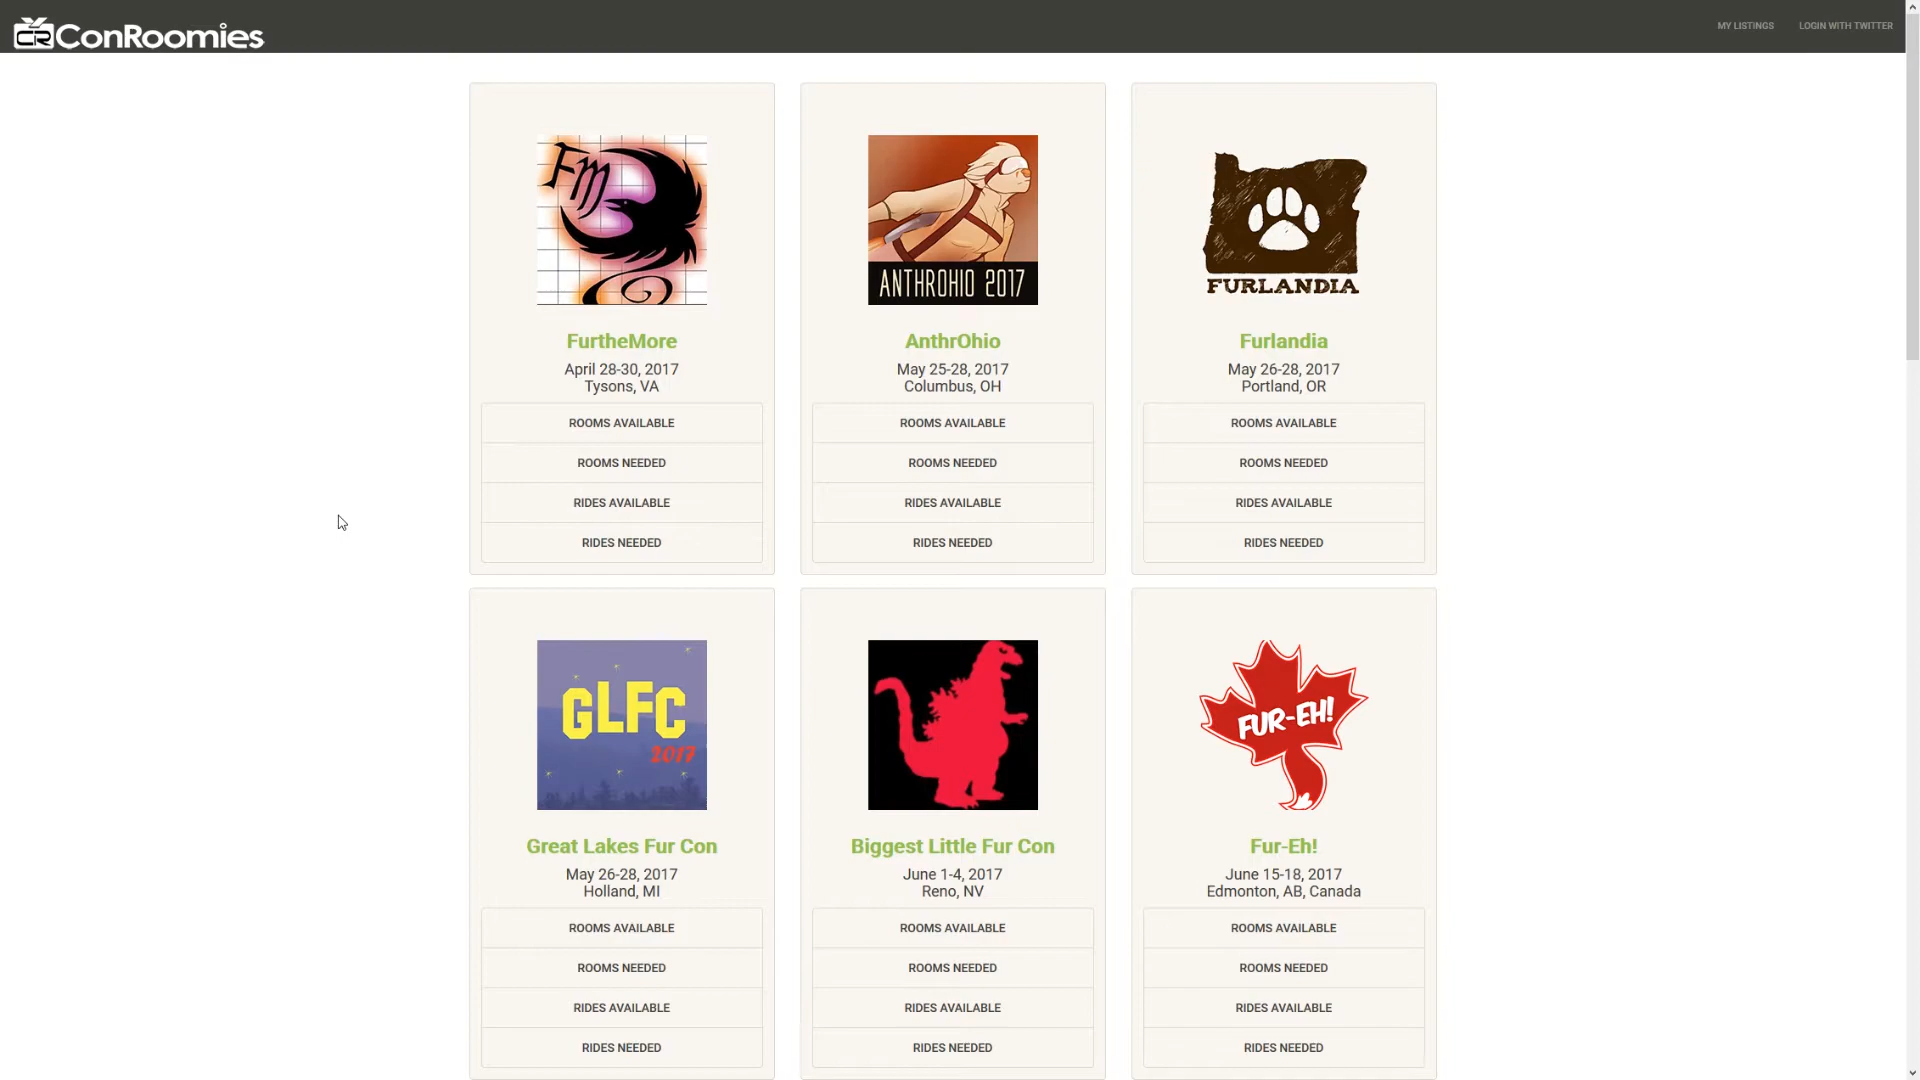 CR ConRoomies
MY LISTINGS
LOGIN WITH TWITTER
Fm
ANTHROHIO 2017
FURLANDIA
FurtheMore
April 28-30, 2017
Tysons, VA
ROOMS AVAILABLE
ROOMS NEEDED
RIDES AVAILABLE
RIDES NEEDED
AnthrOhio
May 25-28, 2017
Columbus, OH
ROOMS AVAILABLE
ROOMS NEEDED
RIDES AVAILABLE
RIDES NEEDED
Furlandia
May 26-28, 2017
Portland, OR
ROOMS AVAILABLE
ROOMS NEEDED
RIDES AVAILABLE
RIDES NEEDED
GLFC
2017
FUR-EH!
Great Lakes Fur Con
May 26-28, 2017
Holland, MI
ROOMS AVAILABLE
ROOMS NEEDED
RIDES AVAILABLE
RIDES NEEDED
Biggest Little Fur Con
June 1-4, 2017
Reno, NV
ROOMS AVAILABLE
ROOMS NEEDED
RIDES AVAILABLE
RIDES NEEDED
Fur-Eh!
June 15-18, 2017
Edmonton, AB, Canada
ROOMS AVAILABLE
ROOMS NEEDED
RIDES AVAILABLE
RIDES NEEDED